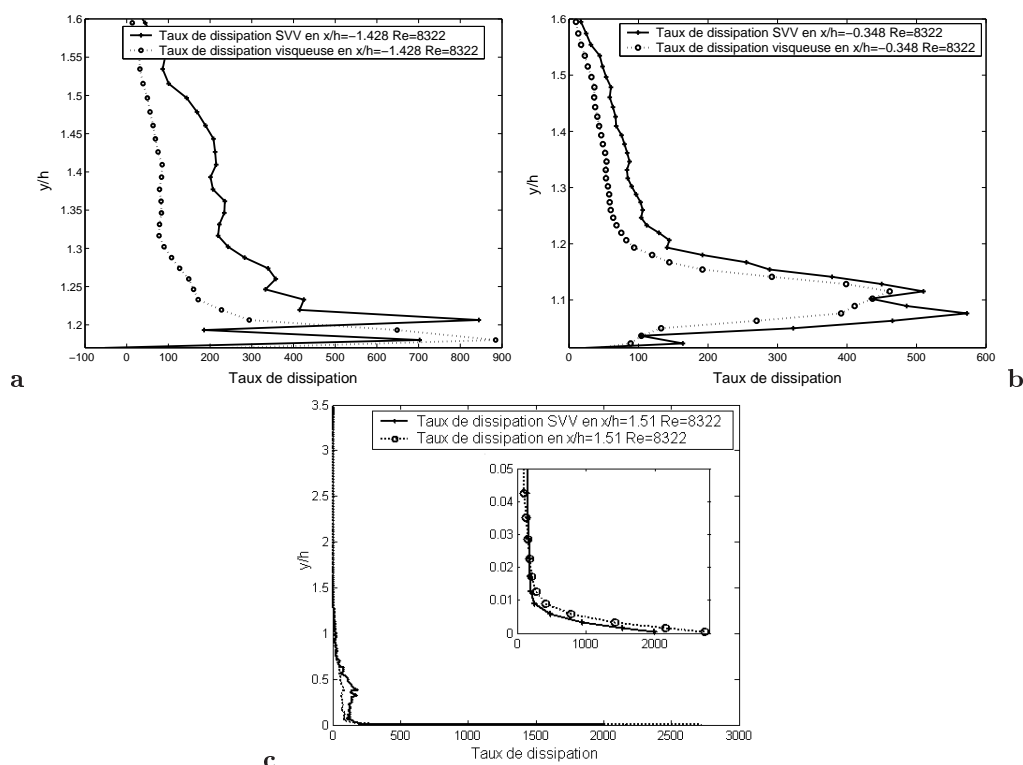 1.6
1.55
1.5
1.45
1.4
1.35
1.3
1.25
1.2
y/h
−100 0 100 200 300 400 500 600 700 800 900
Taux de dissipation
Taux de dissipation SVV en x/h=−1.428 Re=8322
Taux de dissipation visqueuse en x/h=−1.428 Re=8322
a
1.6
1.5
1.4
1.3
1.2
1.1
1
y/h
0 100 200 300 400 500 600
Taux de dissipation
Taux de dissipation SVV en x/h=−0.348 Re=8322
Taux de dissipation visqueuse en x/h=−0.348 Re=8322
b
3.5
3
2.5
2
1.5
1
0.5
0
y/h
0 500 1000 1500 2000 2500 3000
Taux de dissipation
Taux de dissipation SVV en x/h=1.51 Re=8322
Taux de dissipation en x/h=1.51 Re=8322
0.05
0.04
0.03
0.02
0.01
0
0 1000 2000
c